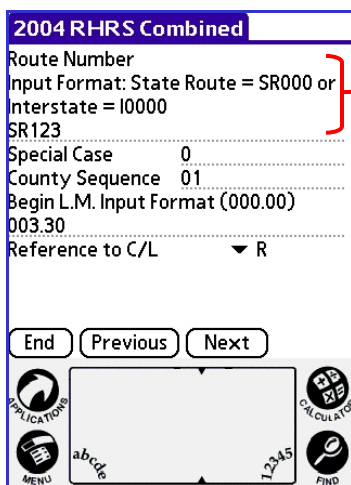 2004 RHRS Combined
Route Number
Input Format: State Route = SR000 or
Interstate = I0000
SR123
Special Case 0
County Sequence 01
Begin L.M. Input Format (000.00)
003.30
Reference to C/L R
End Previous Next
APPLICATIONS CALCULATOR
abcde 12345
MENU FIND